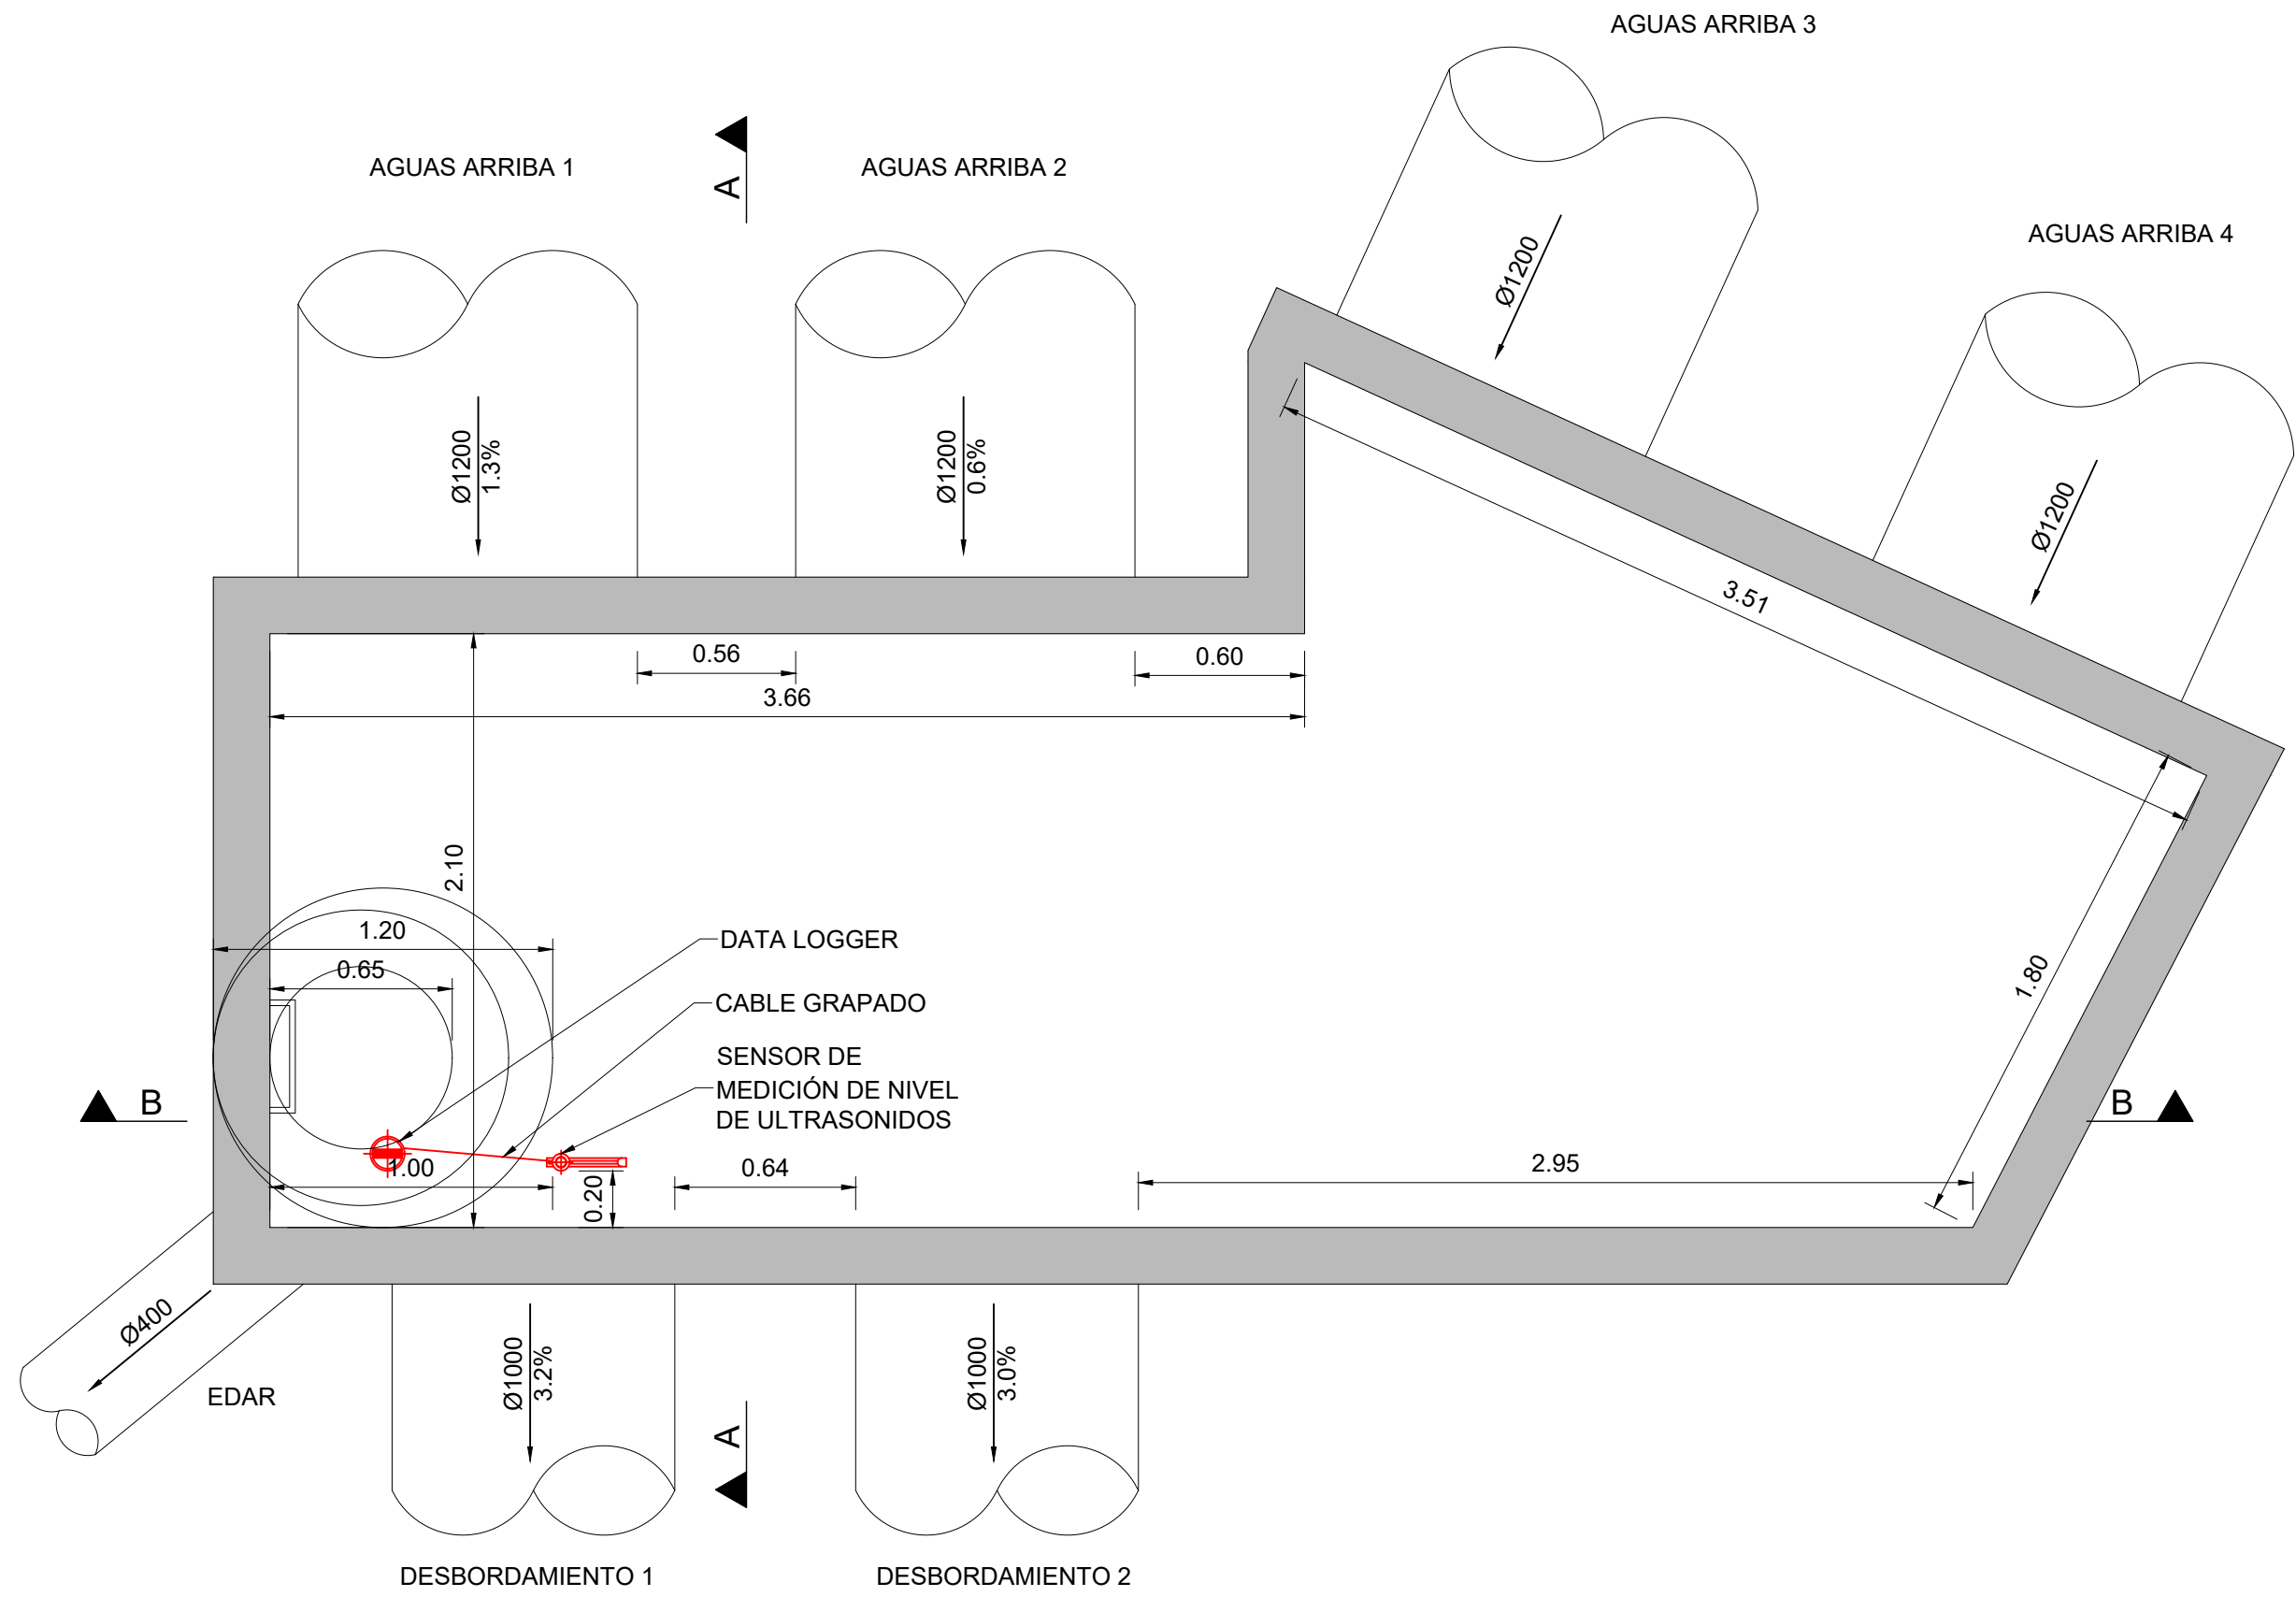 AGUAS ARRIBA 3
AGUAS ARRIBA 1
A
AGUAS ARRIBA 2
AGUAS ARRIBA 4
Ø1200
Ø1200
1.3%
Ø1200
0.6%
Ø1200
3.51
0.56
0.60
3.66
2.10
1.20
0.65
DATA LOGGER
CABLE GRAPADO
SENSOR DE
MEDICIÓN DE NIVEL
DE ULTRASONIDOS
1.80
B
B
1.00
0.20
0.64
2.95
Ø400
EDAR
Ø1000
3.2%
Ø1000
3.0%
A
DESBORDAMIENTO 1
DESBORDAMIENTO 2